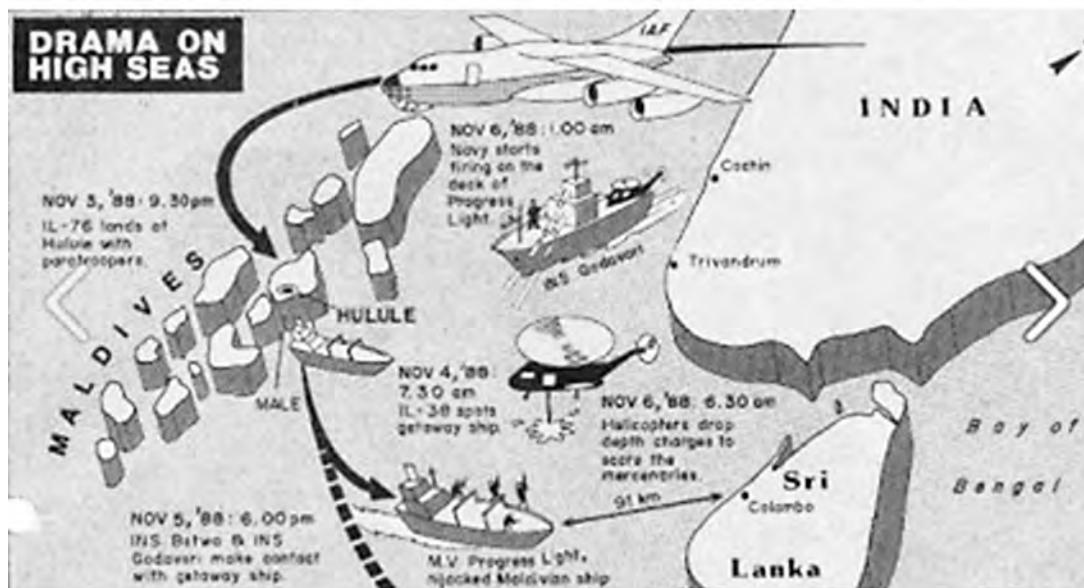 DRAMA ON
HIGH SEAS
IAF
INDIA
NOV 6,'88:1.00 am
Navy starts
firing on the
deck of
Progress
Light.
Cochin
NOV 3,'88:9.30pm
IL-76 lands at
Hulule with
paratroopers.
INS Godavari
Trivandrum
MALDIVES
HULULE
MALE
NOV 4,'88:
7.30 am
IL-38 spots
getaway ship.
NOV 6,'88:6.30 am
Helicopters drop
depth charges to
scare the
mercenaries.
Bay of
Bengal
91 km
Sri
Colombo
Lanka
NOV 5,'88:6.00pm
INS Betwa & INS
Godavari make contact
with getaway ship.
M.V. Progress Light,
hijacked Maldivian ship